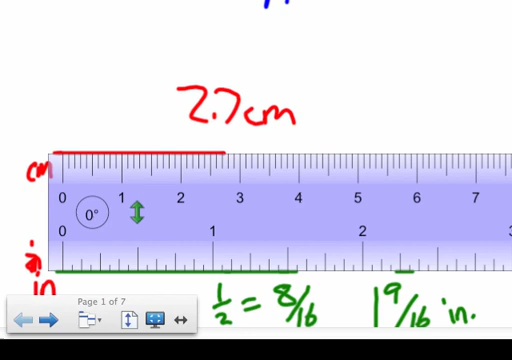 2.7cm
cm
0 1 2 3 4 5 6 7
0°
0 1 2 3
in
1/2 = 8/16 1 9/16 in.
Page 1 of 7